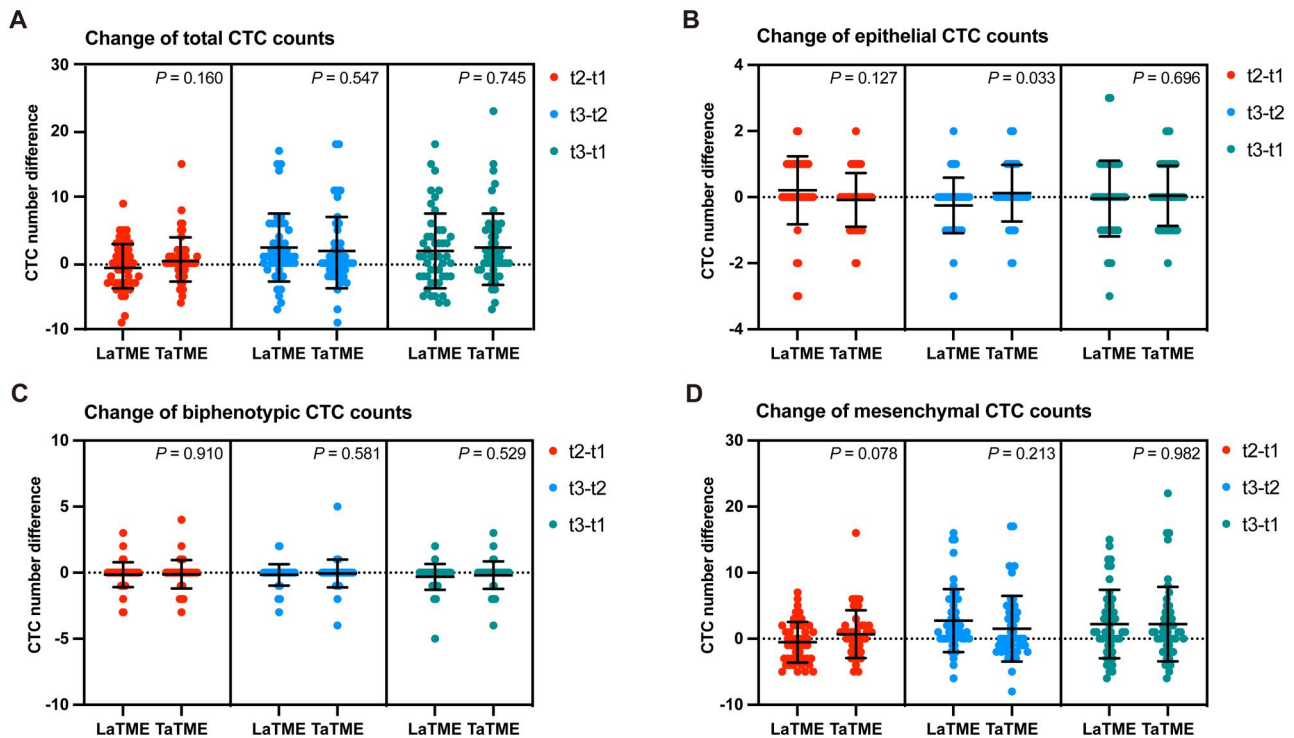 A
Change of total CTC counts
CTC number difference
30
20
10
0
-10
P = 0.160
P = 0.547
P = 0.745
LaTME TaTME
LaTME TaTME
LaTME TaTME
t2-t1
t3-t2
t3-t1
B
Change of epithelial CTC counts
CTC number difference
4
2
0
-2
-4
P = 0.127
P = 0.033
P = 0.696
LaTME TaTME
LaTME TaTME
LaTME TaTME
t2-t1
t3-t2
t3-t1
C
Change of biphenotypic CTC counts
CTC number difference
10
5
0
-5
-10
P = 0.910
P = 0.581
P = 0.529
LaTME TaTME
LaTME TaTME
LaTME TaTME
t2-t1
t3-t2
t3-t1
D
Change of mesenchymal CTC counts
CTC number difference
30
20
10
0
-10
P = 0.078
P = 0.213
P = 0.982
LaTME TaTME
LaTME TaTME
LaTME TaTME
t2-t1
t3-t2
t3-t1